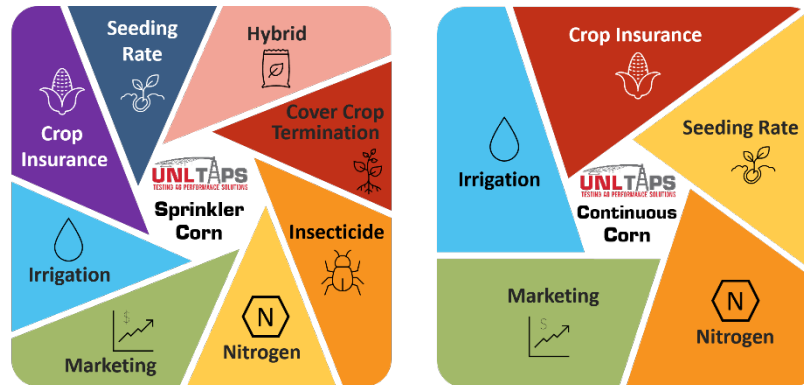 Seeding
Rate
Hybrid
Cover Crop
Termination
Crop
Insurance
UNLTAPS
TESTING AG PERFORMANCE SOLUTIONS
Sprinkler
Corn
Insecticide
Irrigation
$
Marketing
N
Nitrogen
Crop Insurance
Seeding Rate
Irrigation
UNLTAPS
TESTING AG PERFORMANCE SOLUTIONS
Continuous
Corn
Marketing
$
N
Nitrogen